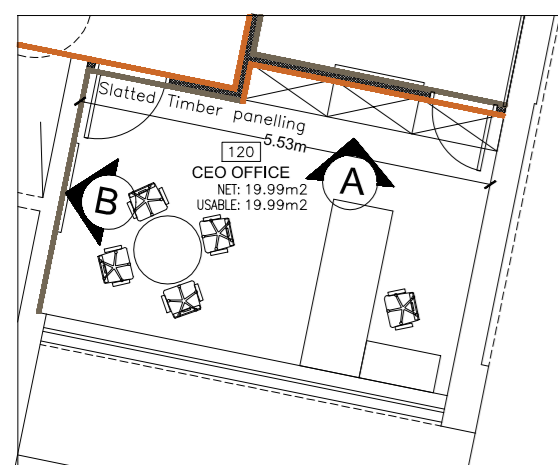 Slatted Timber panelling
5.53m
120
CEO OFFICE
NET: 19.99m2
USABLE: 19.99m2
A
B